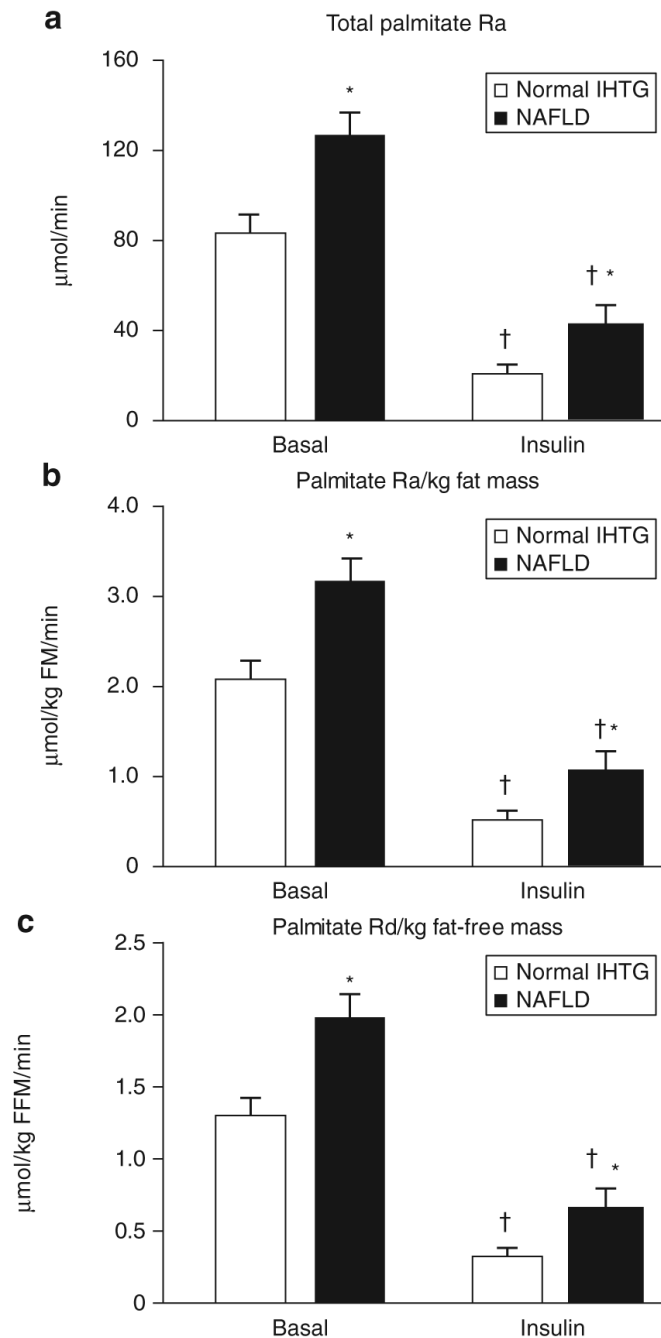 a
Total palmitate Ra
160
120
80
40
0
μmol/min
Normal IHTG
NAFLD
*
†
† *
Basal
Insulin
b
Palmitate Ra/kg fat mass
4.0
3.0
2.0
1.0
0
μmol/kg FM/min
Normal IHTG
NAFLD
*
†
† *
Basal
Insulin
c
Palmitate Rd/kg fat-free mass
2.5
2.0
1.5
1.0
0.5
0
μmol/kg FFM/min
Normal IHTG
NAFLD
*
†
† *
Basal
Insulin